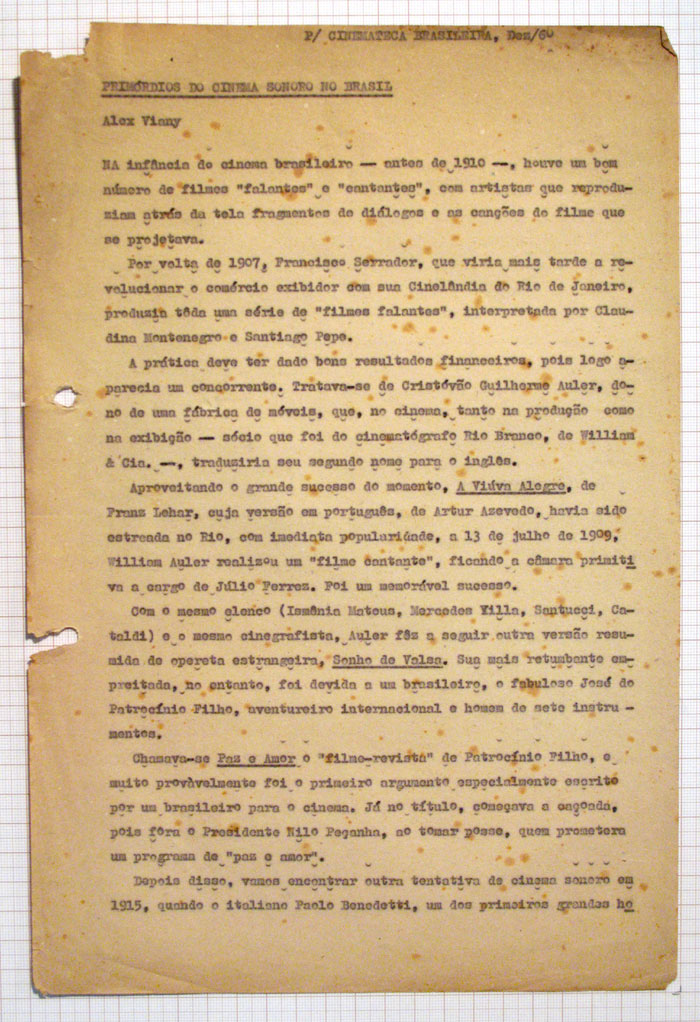 P/ CINEMATECA BRASILEIRA, Dez/60
PRIMÓRDIOS DO CINEMA SONORO NO BRASIL
Alex Viany
NA infância do cinema brasileiro — antes de 1910 —, houve um bom
número de filmes "falantes" e "cantantes", com artistas que reprodu-
ziam atrás da tela fragmentos de diálogos e as canções do filme que
se projetava.
Por volta de 1907, Francisco Serrador, que viria mais tarde a re-
volucionar o comércio exibidor com sua Cinelândia do Rio de Janeiro,
produziu tôda uma série de "filmes falantes", interpretada por Clau-
dina Montenegro e Santiago Pepe.
A prática deve ter dado bons resultados financeiros, pois logo a-
parecia um concorrente. Tratava-se de Cristóvão Guilherme Auler, do-
no de uma fábrica de móveis, que, no cinema, tanto na produção como
na exibição — sócio que foi do cinematógrafo Rio Branco, de William
& Cia. —, traduziria seu segundo nome para o inglês.
Aproveitando o grande sucesso do momento, A Viúva Alegre, de
Franz Lehar, cuja versão em português, de Artur Azevedo, havia sido
estreada no Rio, com imediata popularidade, a 13 de julho de 1909,
William Auler realizou um "filme cantante", ficando a câmara primiti
va a cargo de Júlio Ferrez. Foi um memorável sucesso.
Com o mesmo elenco (Ismênia Mateus, Mercedes Villa, Santucci, Ca-
taldi) e o mesmo cinegrafista, Auler fêz a seguir outra versão resu-
mida de opereta estrangeira, Sonho de Valsa. Sua mais retumbante em-
preitada, no entanto, foi devida a um brasileiro, o fabuloso José do
Patrocínio Filho, aventureiro internacional e homem de sete instru -
mentos.
Chamava-se Paz e Amor o "filme-revista" de Patrocínio Filho, e
muito provàvelmente foi o primeiro argumento especialmente escrito
por um brasileiro para o cinema. Já no título, começava a caçoada,
pois fôra o Presidente Nilo Peçanha, ao tomar posse, quem prometera
um programa de "paz e amor".
Depois disso, vamos encontrar outra tentativa de cinema sonoro em
1915, quando o italiano Paolo Benedetti, um dos primeiros grandes ho